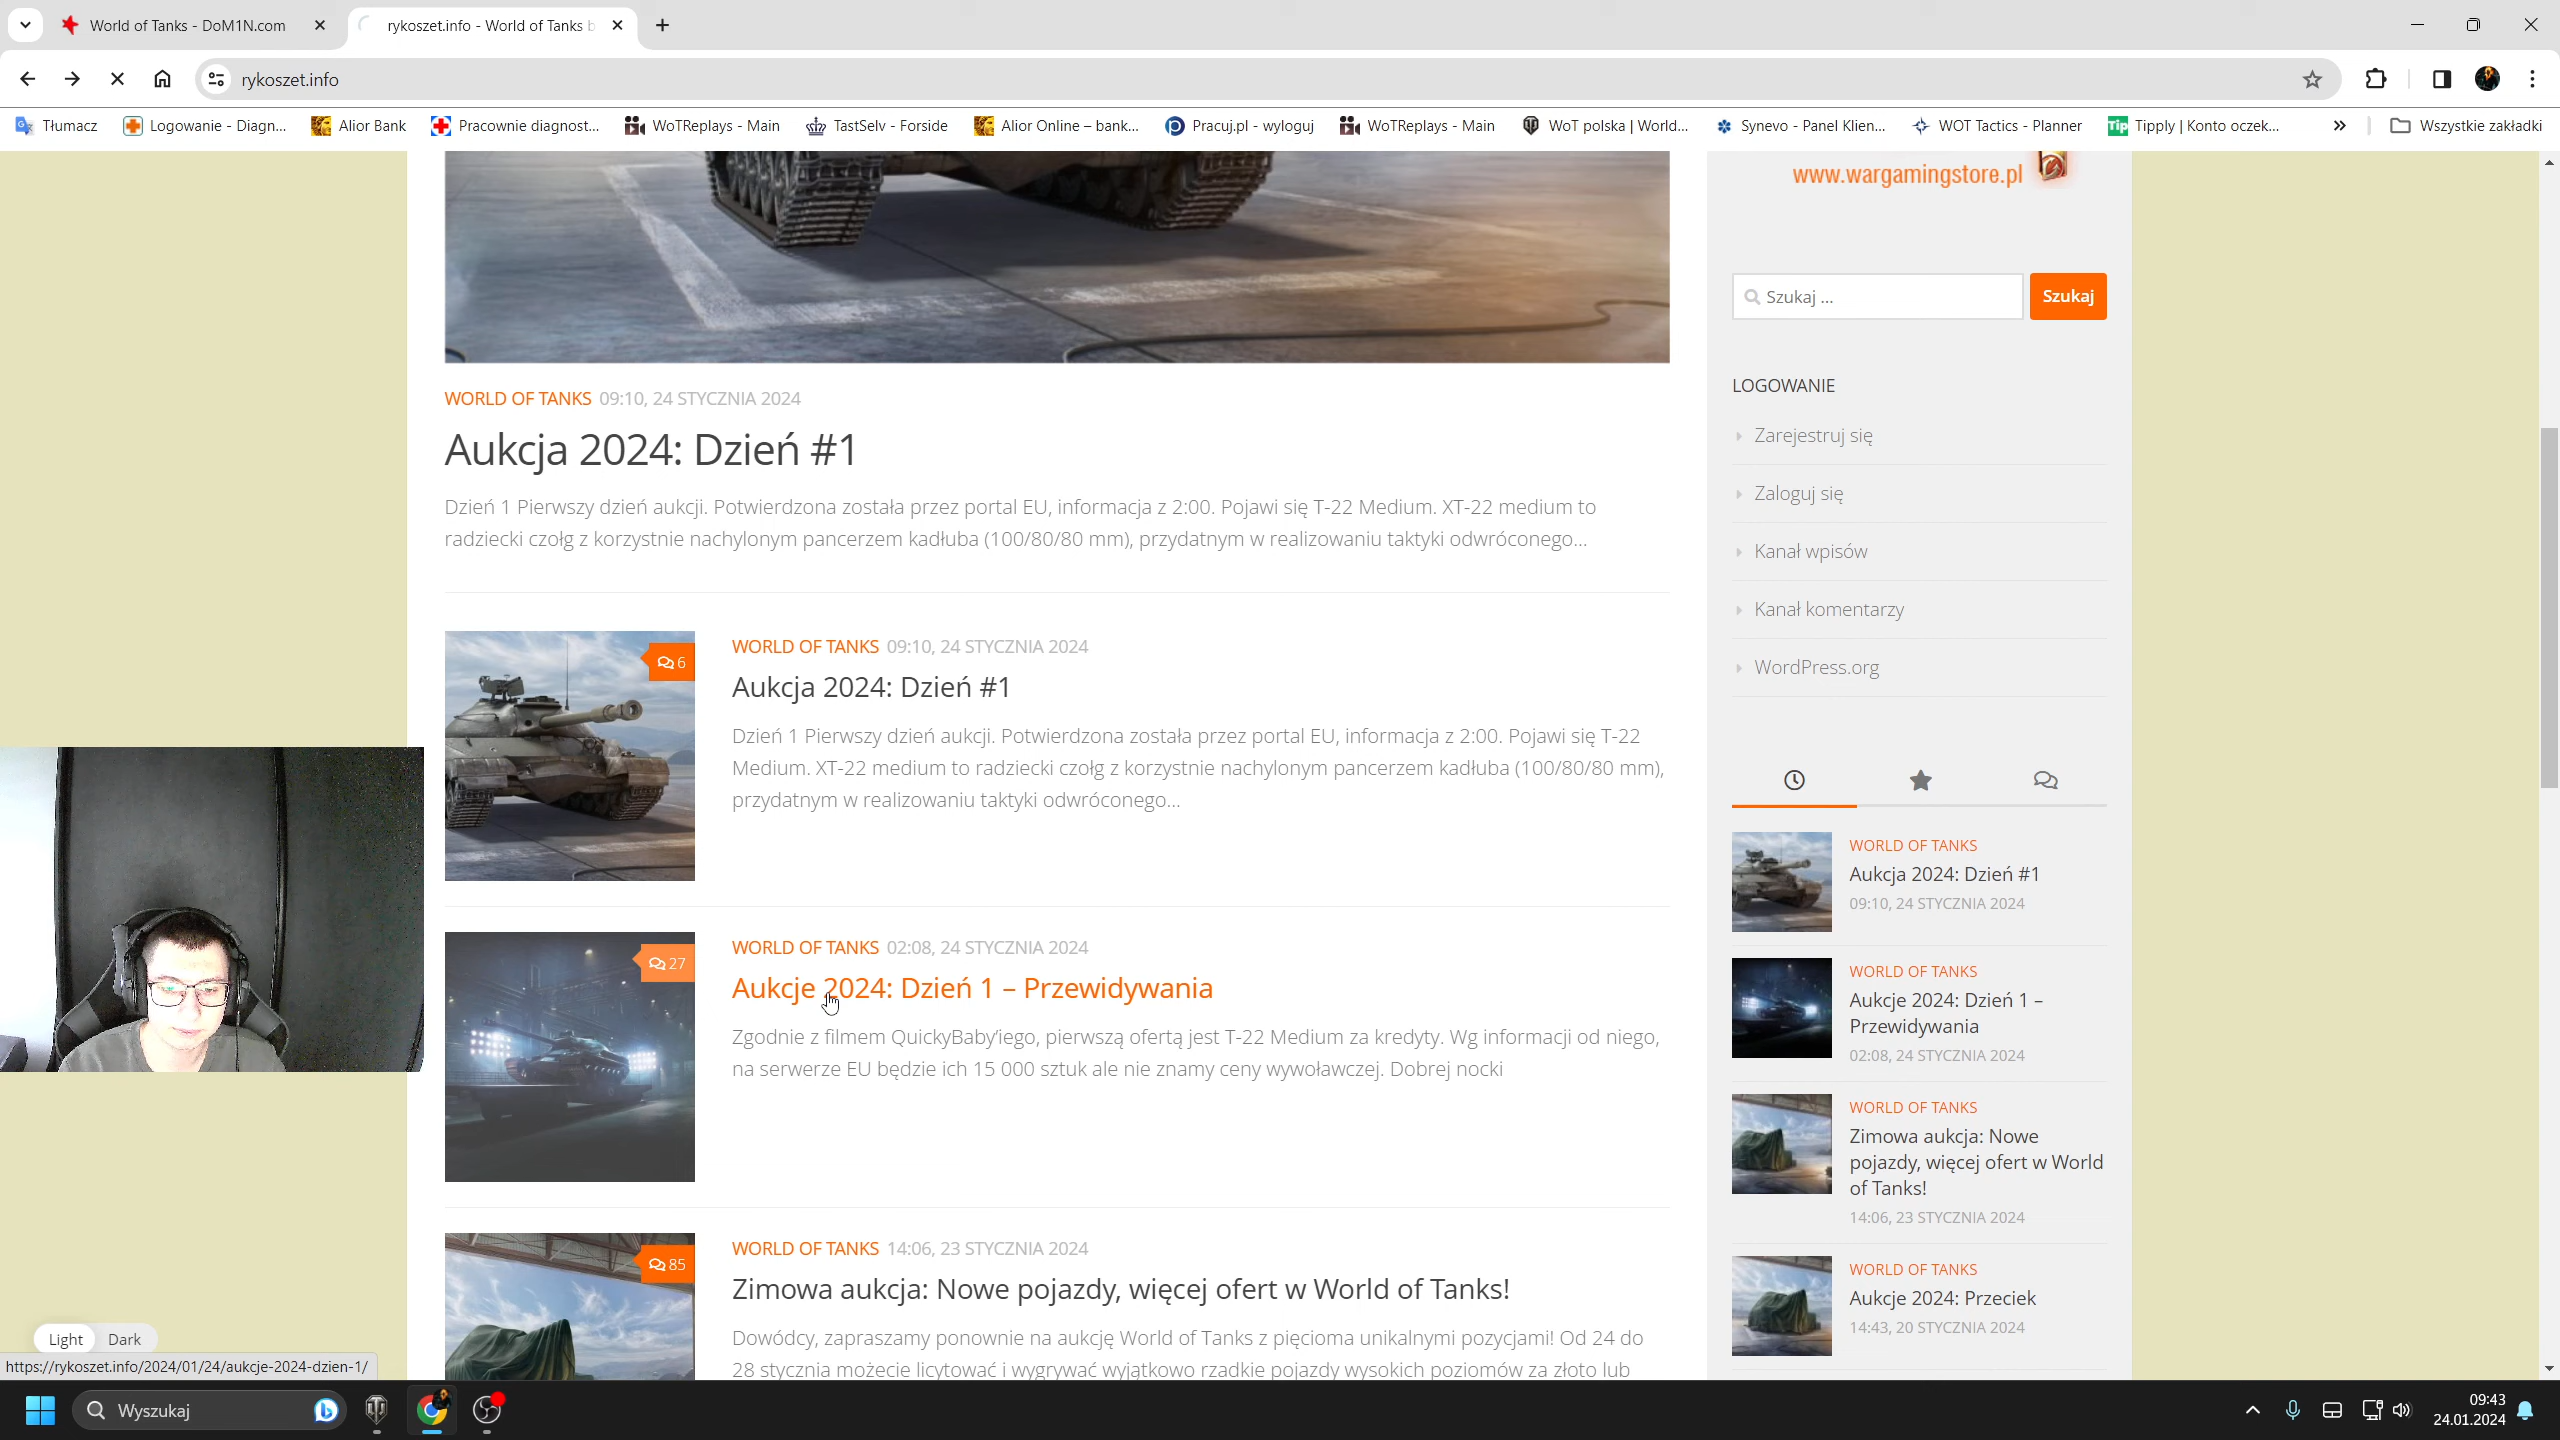 World of Tanks - DoM1N.com
rykoszet.info - World of Tanks b
rykoszet.info
Tłumacz
Logowanie - Diagn...
Alior Bank
Pracownie diagnost...
WoTReplays - Main
TastSelv - Forside
Alior Online – bank...
Pracuj.pl - wyloguj
WoTReplays - Main
WoT polska | World...
Synevo - Panel Klien...
WOT Tactics - Planner
Tip Tipply | Konto oczek...
Wszystkie zakładki
www.wargamingstore.pl
Szukaj ...
Szukaj
WORLD OF TANKS 09:10, 24 STYCZNIA 2024
Aukcja 2024: Dzień #1
Dzień 1 Pierwszy dzień aukcji. Potwierdzona została przez portal EU, informacja z 2:00. Pojawi się T-22 Medium. XT-22 medium to
radziecki czołg z korzystnie nachylonym pancerzem kadłuba (100/80/80 mm), przydatnym w realizowaniu taktyki odwróconego...
6
WORLD OF TANKS 09:10, 24 STYCZNIA 2024
Aukcja 2024: Dzień #1
Dzień 1 Pierwszy dzień aukcji. Potwierdzona została przez portal EU, informacja z 2:00. Pojawi się T-22
Medium. XT-22 medium to radziecki czołg z korzystnie nachylonym pancerzem kadłuba (100/80/80 mm),
przydatnym w realizowaniu taktyki odwróconego...
27
WORLD OF TANKS 02:08, 24 STYCZNIA 2024
Aukcje 2024: Dzień 1 – Przewidywania
Zgodnie z filmem QuickyBaby'iego, pierwszą ofertą jest T-22 Medium za kredyty. Wg informacji od niego,
na serwerze EU będzie ich 15 000 sztuk ale nie znamy ceny wywoławczej. Dobrej nocki
85
WORLD OF TANKS 14:06, 23 STYCZNIA 2024
Zimowa aukcja: Nowe pojazdy, więcej ofert w World of Tanks!
Dowódcy, zapraszamy ponownie na aukcję World of Tanks z pięcioma unikalnymi pozycjami! Od 24 do
28 stycznia możecie licytować i wygrywać wyjątkowo rzadkie pojazdy wysokich poziomów za złoto lub
LOGOWANIE
Zarejestruj się
Zaloguj się
Kanał wpisów
Kanał komentarzy
WordPress.org
WORLD OF TANKS
Aukcja 2024: Dzień #1
09:10, 24 STYCZNIA 2024
WORLD OF TANKS
Aukcje 2024: Dzień 1 –
Przewidywania
02:08, 24 STYCZNIA 2024
WORLD OF TANKS
Zimowa aukcja: Nowe
pojazdy, więcej ofert w World
of Tanks!
14:06, 23 STYCZNIA 2024
WORLD OF TANKS
Aukcje 2024: Przeciek
14:43, 20 STYCZNIA 2024
Light Dark
https://rykoszet.info/2024/01/24/aukcje-2024-dzien-1/
Wyszukaj
09:43
24.01.2024